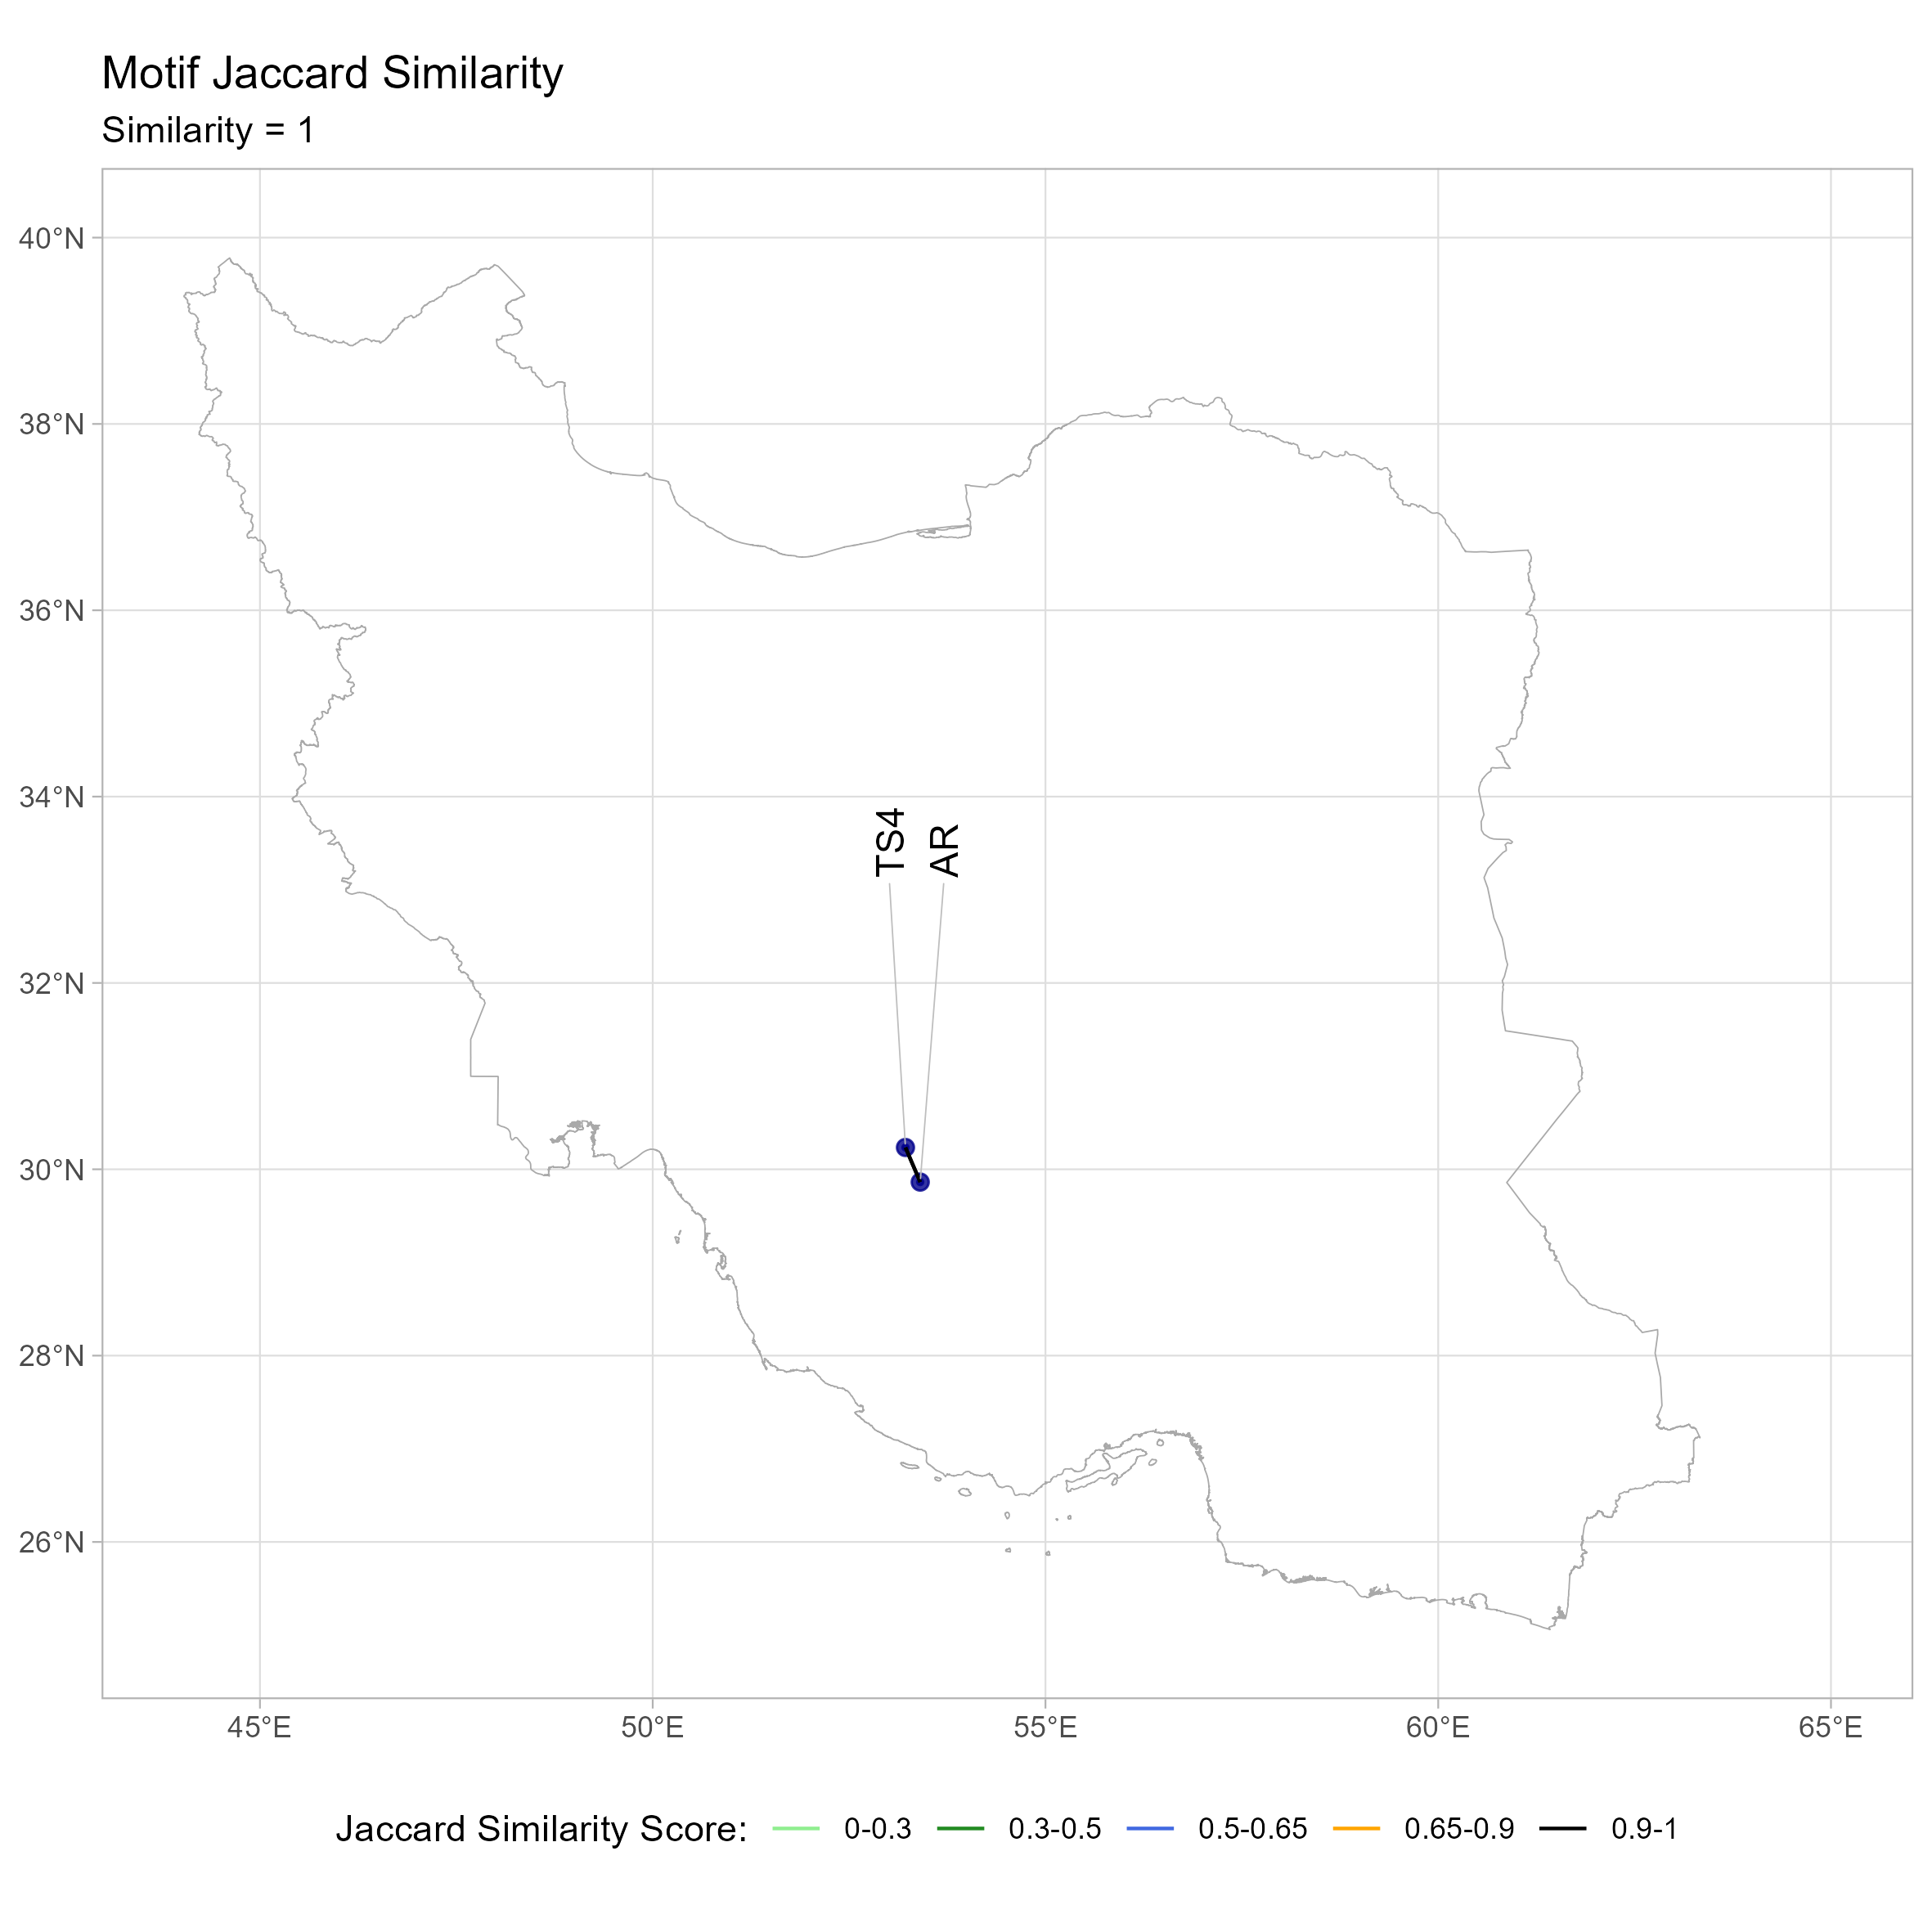 Motif Jaccard Similarity
Similarity = 1
40°N
38°N
36°N
34°N
32°N
30°N
28°N
26°N
TS4
AR
45°E 50°E 55°E 60°E 65°E
Jaccard Similarity Score: 0-0.3 0.3-0.5 0.5-0.65 0.65-0.9 0.9-1